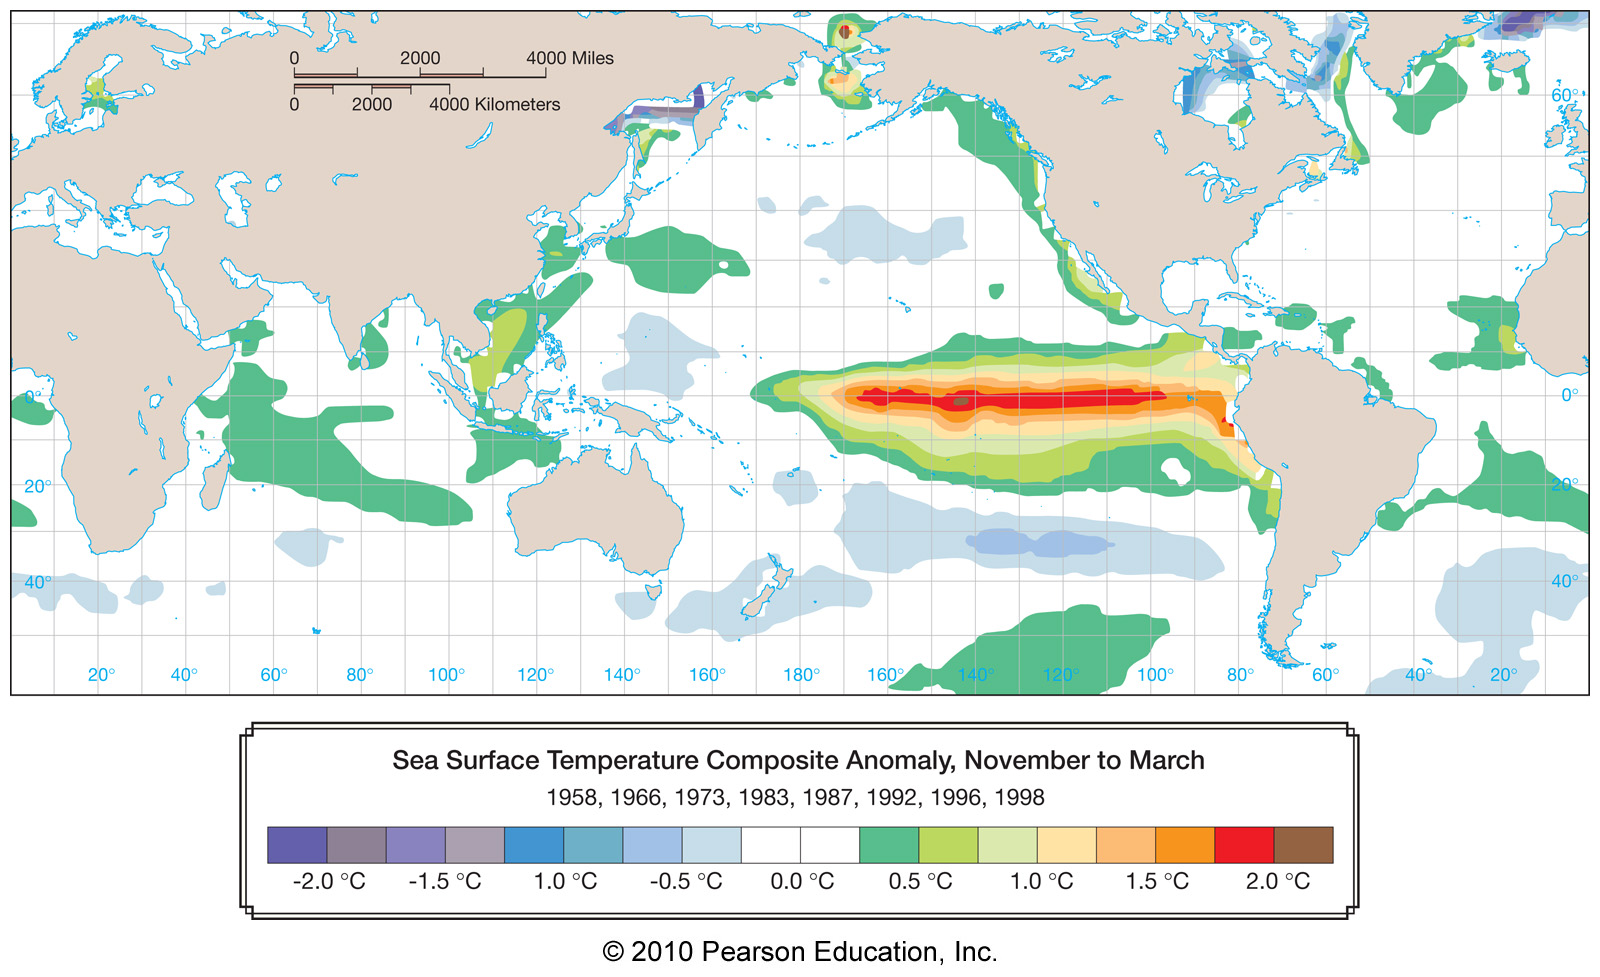 0 2000 4000 Miles
0 2000 4000 Kilometers
60° 60°
0° 0°
20° 20°
40° 40°
20° 40° 60° 80° 100° 120° 140° 160° 180° 160° 140° 120° 100° 80° 60° 40° 20°
Sea Surface Temperature Composite Anomaly, November to March
1958, 1966, 1973, 1983, 1987, 1992, 1996, 1998
-2.0 °C -1.5 °C 1.0 °C -0.5 °C 0.0 °C 0.5 °C 1.0 °C 1.5 °C 2.0 °C
© 2010 Pearson Education, Inc.